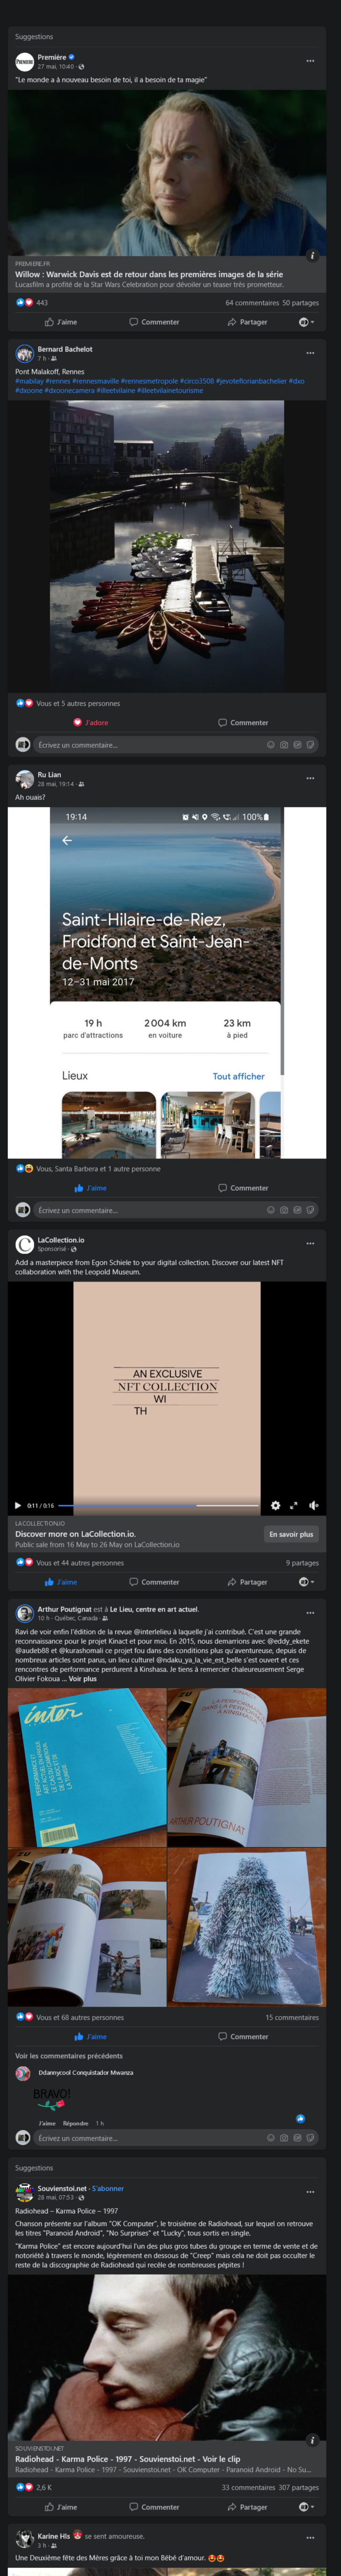 Suggestions
Première
27 mai, 10:40 ·
"Le monde a à nouveau besoin de toi, il a besoin de ta magie"
PREMIERE.FR
Willow : Warwick Davis est de retour dans les premières images de la série
Lucasfilm a profité de la Star Wars Celebration pour dévoiler un teaser très prometteur.
443
64 commentaires 50 partages
J'aime Commenter Partager
Bernard Bachelot
7 h ·
Pont Malakoff, Rennes
#mabilay #rennes #rennesmaville #rennesmetropole #circo3508 #jevoteflorianbachelier #dxo
#dxoone #dxoonecamera #illeetvilaine #illeetvilainetourisme
Vous et 5 autres personnes
J'adore Commenter
Écrivez un commentaire...
Ru Lian
28 mai, 19:14 ·
Ah ouais?
19:14
100%
Saint-Hilaire-de-Riez,
Froidfond et Saint-Jean-
de-Monts
12–31 mai 2017
19 h 2 004 km 23 km
parc d'attractions en voiture à pied
Lieux Tout afficher
Vous, Santa Barbera et 1 autre personne
J'aime Commenter
Écrivez un commentaire...
LaCollection.io
Sponsorisé ·
Add a masterpiece from Egon Schiele to your digital collection. Discover our latest NFT
collaboration with the Leopold Museum.
AN EXCLUSIVE
NFT COLLECTION
WI
TH
0:11 / 0:16
LACOLLECTION.IO
Discover more on LaCollection.io.
Public sale from 16 May to 26 May on LaCollection.io
En savoir plus
Vous et 44 autres personnes
9 partages
J'aime Commenter Partager
Arthur Poutignat est à Le Lieu, centre en art actuel.
10 h · Québec, Canada ·
Ravi de voir enfin l'édition de la revue @interlelieu à laquelle j'ai contribué. C'est une grande
reconnaissance pour le projet Kinact et pour moi. En 2015, nous demarrions avec @eddy_ekete
@audeb88 et @kurashomali ce projet fou dans des conditions plus qu'aventureuse, depuis de
nombreux articles sont parus, un lieu culturel @ndaku_ya_la_vie_est_belle s'est ouvert et ces
rencontres de performance perdurent à Kinshasa. Je tiens à remercier chaleureusement Serge
Olivier Fokoua ... Voir plus
inter
LA PERFORMANCE
À KINSHASA
ARTHUR POUTIGNAT
Vous et 68 autres personnes
15 commentaires
J'aime Commenter
Voir les commentaires précédents
Ddannycool Conquistador Mwanza
BRAVO!
J'aime Répondre 1 h
Écrivez un commentaire...
Suggestions
Souvienstoi.net · S'abonner
28 mai, 07:53 ·
Radiohead – Karma Police – 1997
Chanson présente sur l'album "OK Computer", le troisième de Radiohead, sur lequel on retrouve
les titres "Paranoid Android", "No Surprises" et "Lucky", tous sortis en single.
"Karma Police" est encore aujourd'hui l'un des plus gros tubes du groupe en terme de vente et de
notoriété à travers le monde, légèrement en dessous de "Creep" mais cela ne doit pas occulter le
reste de la discographie de Radiohead qui recèle de nombreuses pépites !
SOUVIENSTOI.NET
Radiohead - Karma Police - 1997 - Souvienstoi.net - Voir le clip
Radiohead - Karma Police - 1997 - Souvienstoi.net - OK Computer - Paranoid Android - No Su...
2,6 K
33 commentaires 307 partages
J'aime Commenter Partager
Karine Hls se sent amoureuse.
3 h ·
Une Deuxième fête des Mères grâce à toi mon Bébé d'amour.